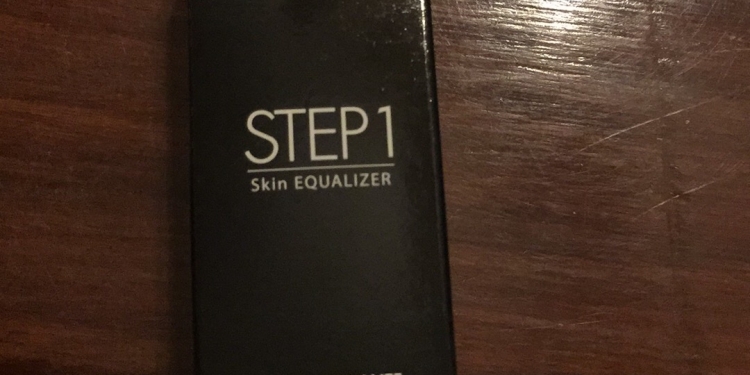 STEP 1
Skin EQUALIZER